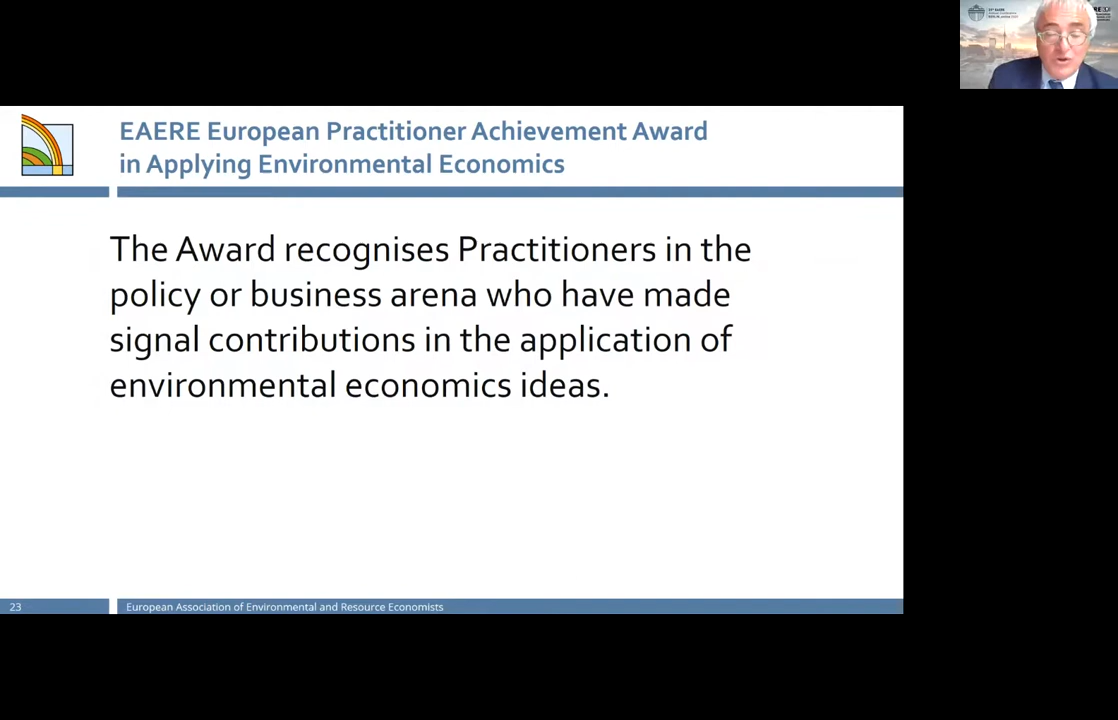 EAERE European Practitioner Achievement Award
in Applying Environmental Economics
The Award recognises Practitioners in the
policy or business arena who have made
signal contributions in the application of
environmental economics ideas.
23
European Association of Environmental and Resource Economists